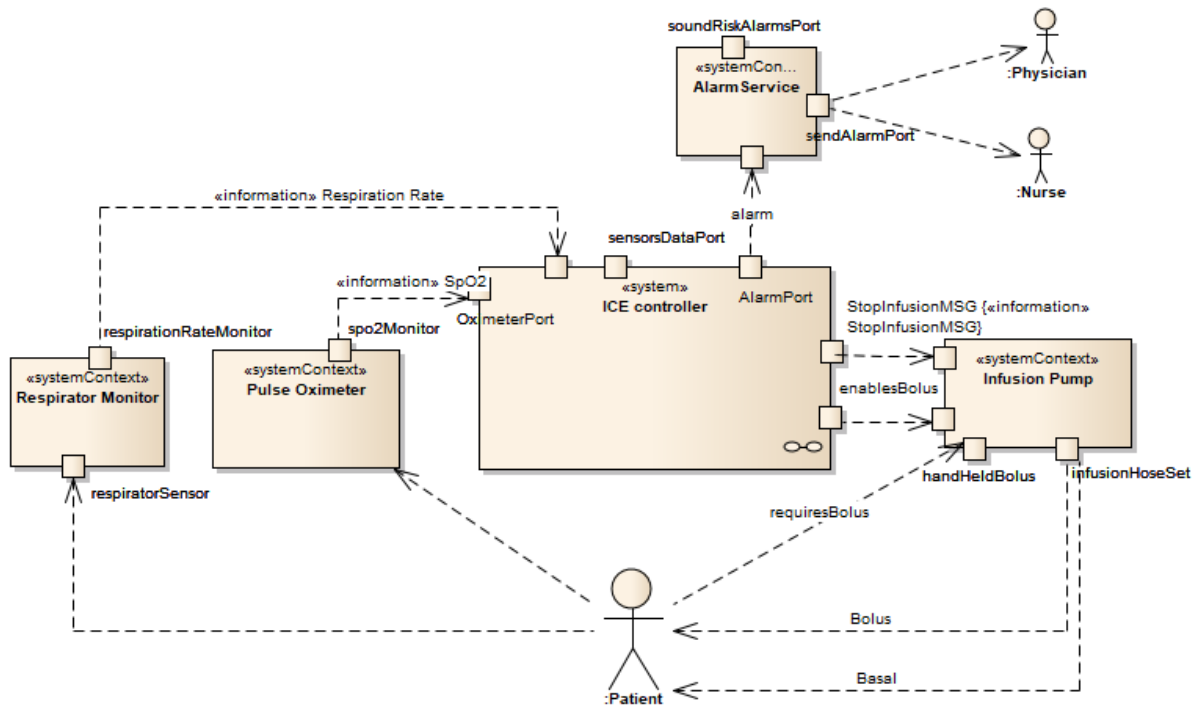 soundRiskAlarmsPort
«systemCon...
AlarmService
:Physician
sendAlarmPort
:Nurse
«information» Respiration Rate
alarm
sensorsDataPort
«information» SpO2
«system»
ICE controller
AlarmPort
OximeterPort
StopInfusionMSG {«information»
StopInfusionMSG}
respirationRateMonitor
spo2Monitor
«systemContext»
Respirator Monitor
«systemContext»
Pulse Oximeter
«systemContext»
Infusion Pump
enablesBolus
respiratorSensor
handHeldBolus
infusionHoseSet
requiresBolus
Bolus
Basal
:Patient